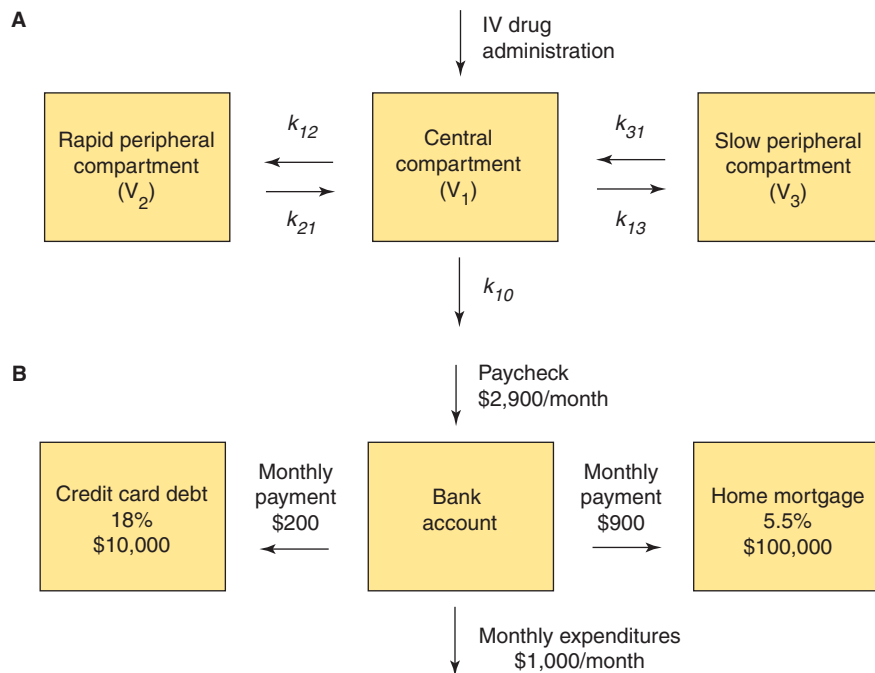 A
IV drug
administration
Rapid peripheral
compartment
(V2)
k12
k21
Central
compartment
(V1)
k31
k13
Slow peripheral
compartment
(V3)
k10
B
Paycheck
$2,900/month
Credit card debt
18%
$10,000
Monthly
payment
$200
Bank
account
Monthly
payment
$900
Home mortgage
5.5%
$100,000
Monthly expenditures
$1,000/month